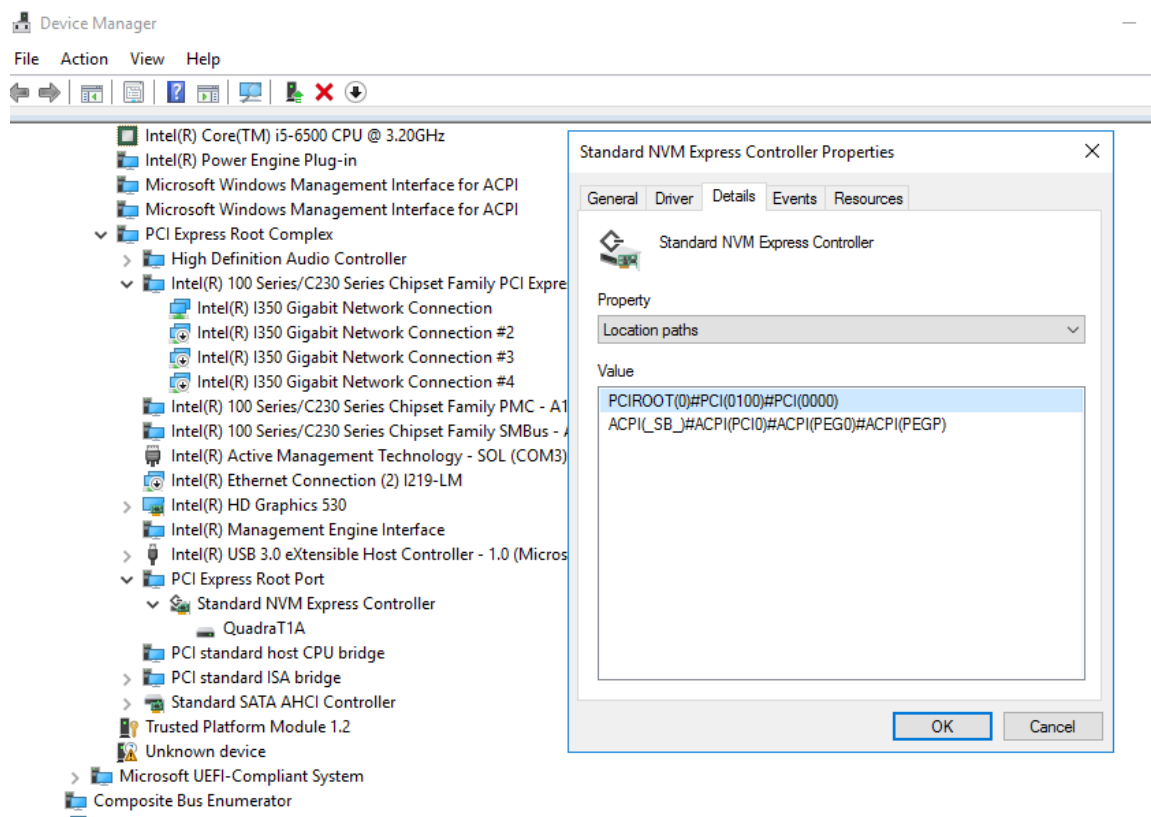 Device Manager
File Action View Help
Intel(R) Core(TM) i5-6500 CPU @ 3.20GHz
Intel(R) Power Engine Plug-in
Microsoft Windows Management Interface for ACPI
Microsoft Windows Management Interface for ACPI
PCI Express Root Complex
High Definition Audio Controller
Intel(R) 100 Series/C230 Series Chipset Family PCI Expre
Intel(R) I350 Gigabit Network Connection
Intel(R) I350 Gigabit Network Connection #2
Intel(R) I350 Gigabit Network Connection #3
Intel(R) I350 Gigabit Network Connection #4
Intel(R) 100 Series/C230 Series Chipset Family PMC - A1
Intel(R) 100 Series/C230 Series Chipset Family SMBus -
Intel(R) Active Management Technology - SOL (COM3)
Intel(R) Ethernet Connection (2) I219-LM
Intel(R) HD Graphics 530
Intel(R) Management Engine Interface
Intel(R) USB 3.0 eXtensible Host Controller - 1.0 (Micros
PCI Express Root Port
Standard NVM Express Controller
QuadraT1A
PCI standard host CPU bridge
PCI standard ISA bridge
Standard SATA AHCI Controller
Trusted Platform Module 1.2
Unknown device
Microsoft UEFI-Compliant System
Composite Bus Enumerator
Standard NVM Express Controller Properties
General Driver Details Events Resources
Standard NVM Express Controller
Property
Location paths
Value
PCIROOT(0)#PCI(0100)#PCI(0000)
ACPI(_SB_)#ACPI(PCI0)#ACPI(PEG0)#ACPI(PEGP)
OK Cancel